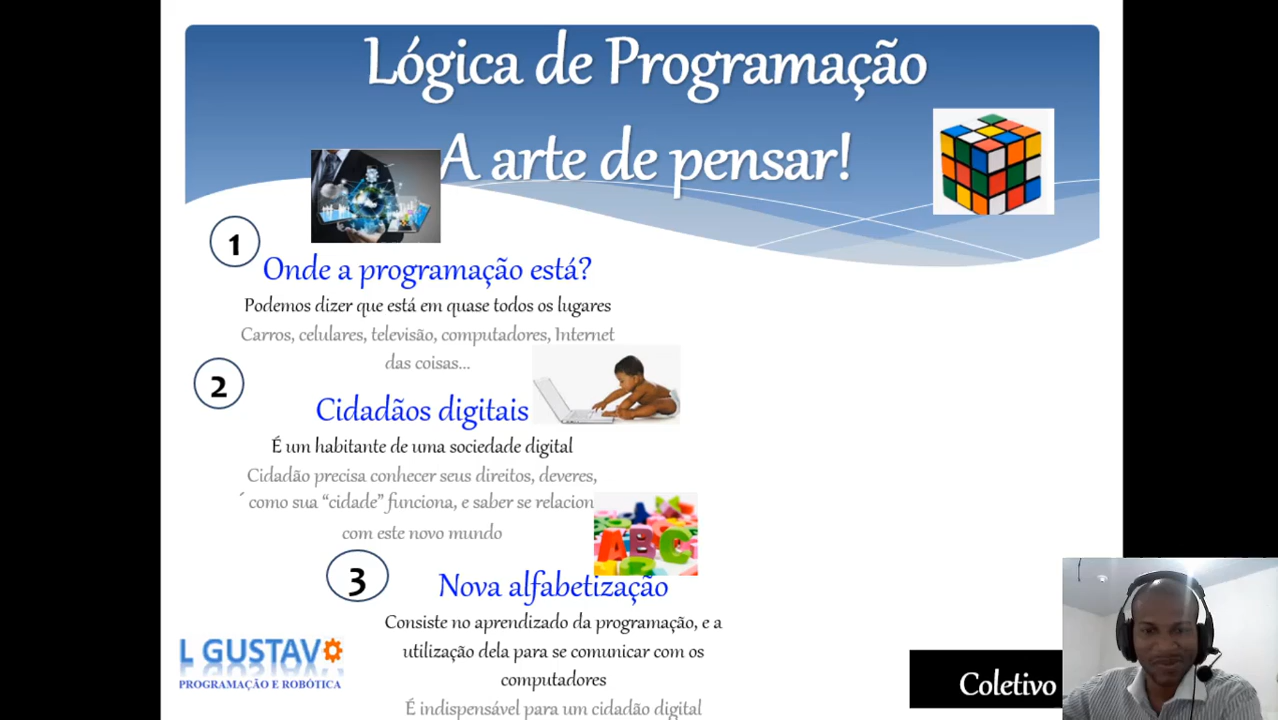 Lógica de Programação
A arte de pensar!
1
Onde a programação está?
Podemos dizer que está em quase todos os lugares
Carros, celulares, televisão, computadores, Internet
das coisas...
2
Cidadãos digitais
É um habitante de uma sociedade digital
Cidadão precisa conhecer seus direitos, deveres,
´ como sua “cidade” funciona, e saber se relacion
com este novo mundo
ABC
3
Nova alfabetização
Consiste no aprendizado da programação, e a
utilização dela para se comunicar com os
computadores
É indispensável para um cidadão digital
L GUSTAVO
PROGRAMAÇÃO E ROBÓTICA
Coletivo